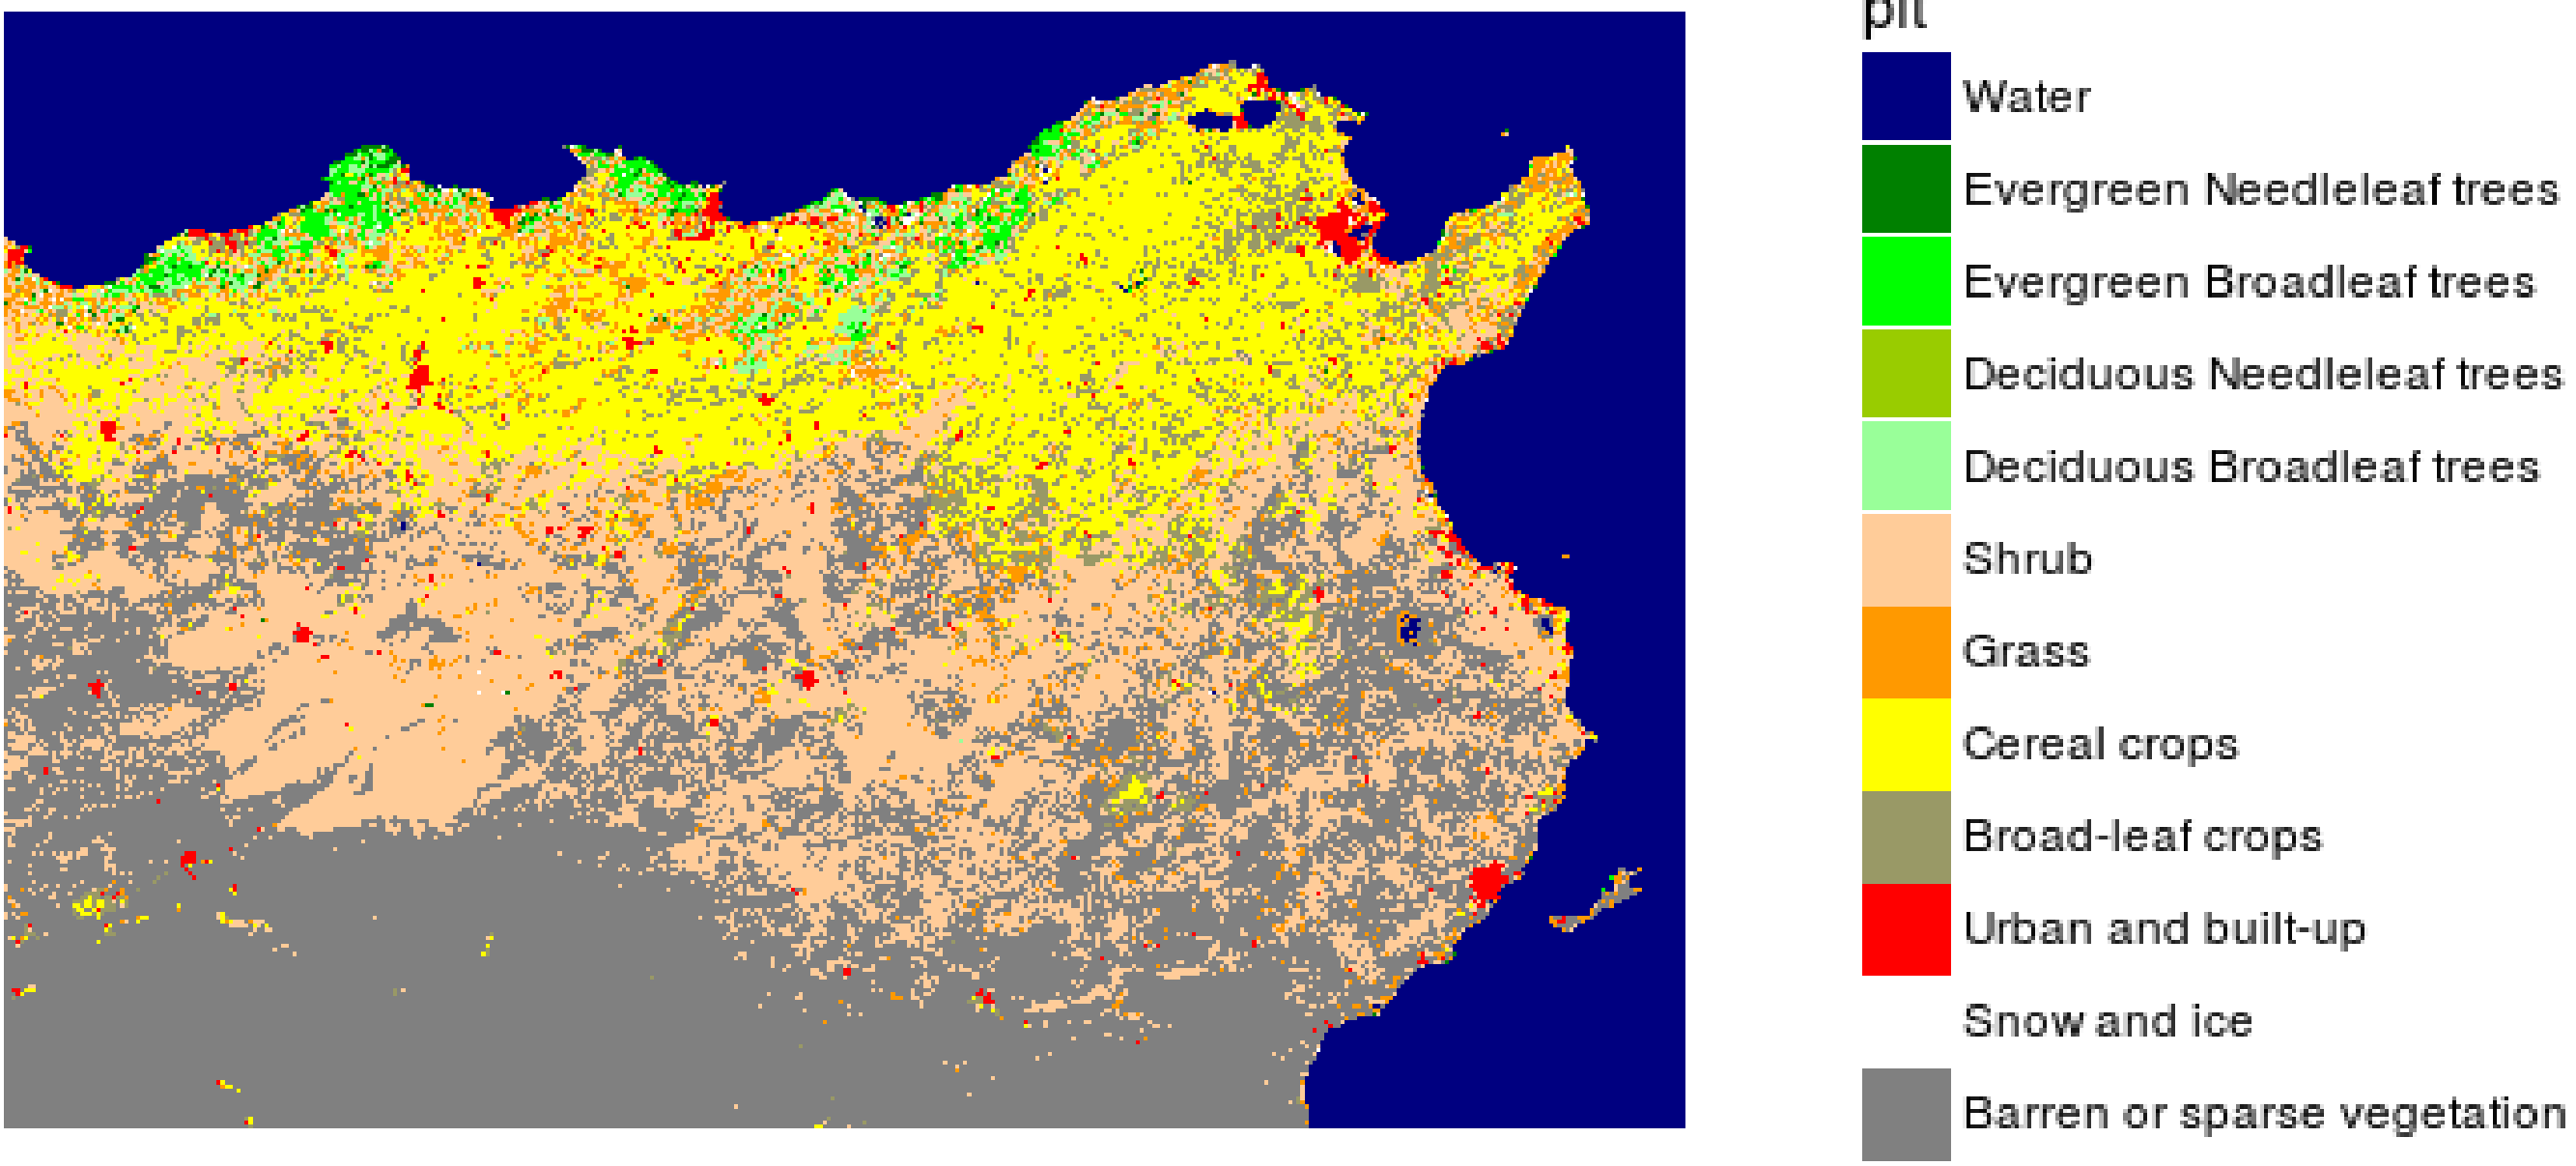 pft
Water
Evergreen Needleleaf trees
Evergreen Broadleaf trees
Deciduous Needleleaf trees
Deciduous Broadleaf trees
Shrub
Grass
Cereal crops
Broad-leaf crops
Urban and built-up
Snow and ice
Barren or sparse vegetation